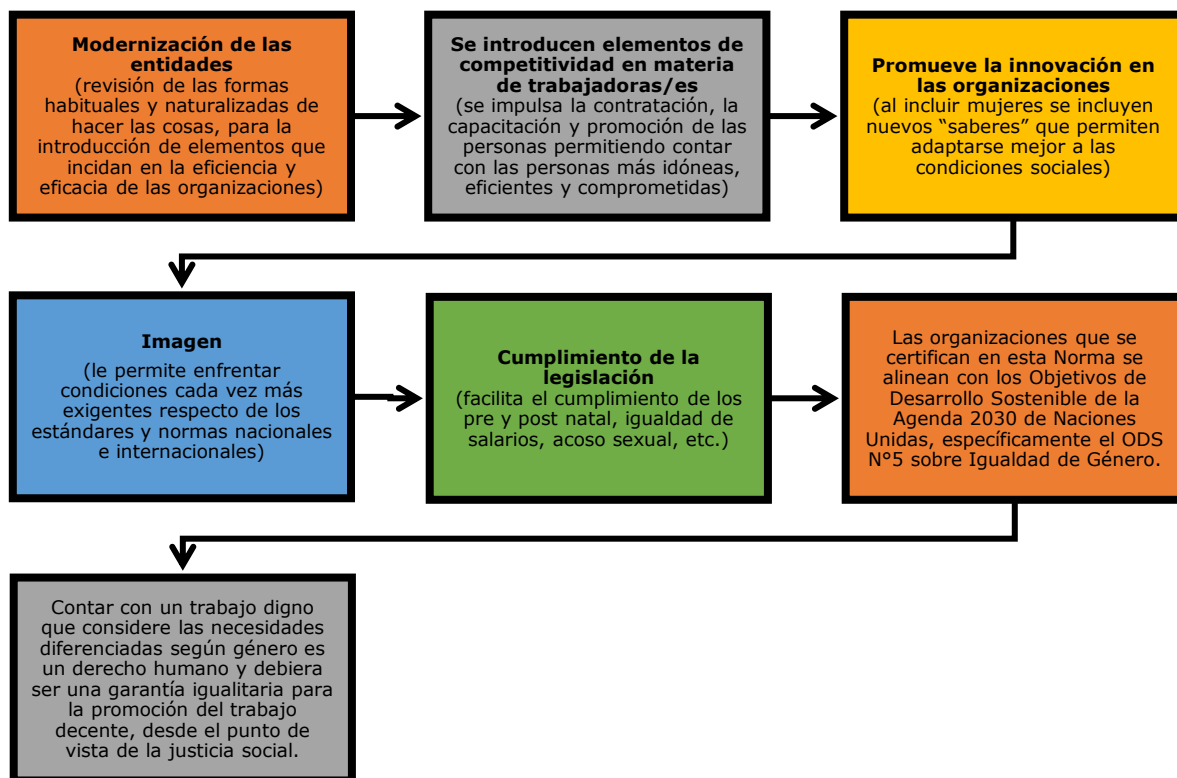 Modernización de las
entidades
(revisión de las formas
habituales y naturalizadas de
hacer las cosas, para la
introducción de elementos que
incidan en la eficiencia y
eficacia de las organizaciones)
Se introducen elementos de
competitividad en materia
de trabajadoras/es
(se impulsa la contratación, la
capacitación y promoción de las
personas permitiendo contar
con las personas más idóneas,
eficientes y comprometidas)
Promueve la innovación en
las organizaciones
(al incluir mujeres se incluyen
nuevos “saberes” que permiten
adaptarse mejor a las
condiciones sociales)
Imagen
(le permite enfrentar
condiciones cada vez más
exigentes respecto de los
estándares y normas nacionales
e internacionales)
Cumplimiento de la
legislación
(facilita el cumplimiento de los
pre y post natal, igualdad de
salarios, acoso sexual, etc.)
Las organizaciones que se
certifican en esta Norma se
alinean con los Objetivos de
Desarrollo Sostenible de la
Agenda 2030 de Naciones
Unidas, específicamente el ODS
N°5 sobre Igualdad de Género.
Contar con un trabajo digno
que considere las necesidades
diferenciadas según género es
un derecho humano y debiera
ser una garantía igualitaria para
la promoción del trabajo
decente, desde el punto de
vista de la justicia social.